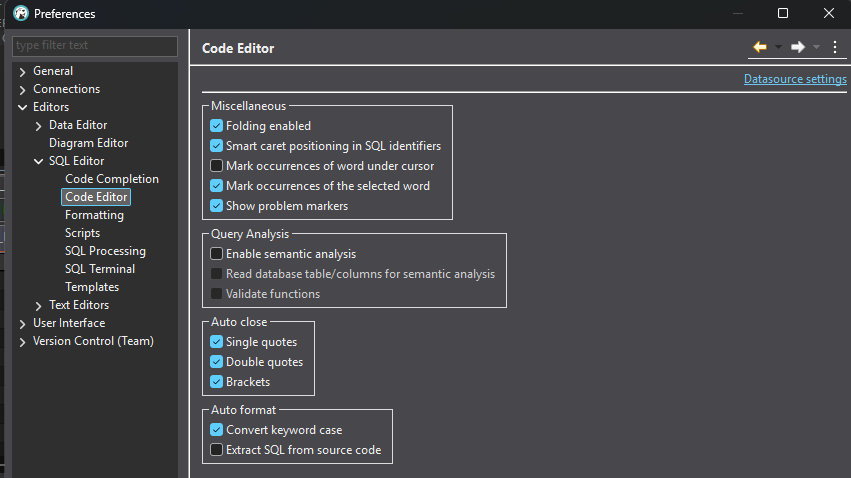 Preferences
type filter text
General
Connections
Editors
Data Editor
Diagram Editor
SQL Editor
Code Completion
Code Editor
Formatting
Scripts
SQL Processing
SQL Terminal
Templates
Text Editors
User Interface
Version Control (Team)
Code Editor
Datasource settings
Miscellaneous
Folding enabled
Smart caret positioning in SQL identifiers
Mark occurrences of word under cursor
Mark occurrences of the selected word
Show problem markers
Query Analysis
Enable semantic analysis
Read database table/columns for semantic analysis
Validate functions
Auto close
Single quotes
Double quotes
Brackets
Auto format
Convert keyword case
Extract SQL from source code